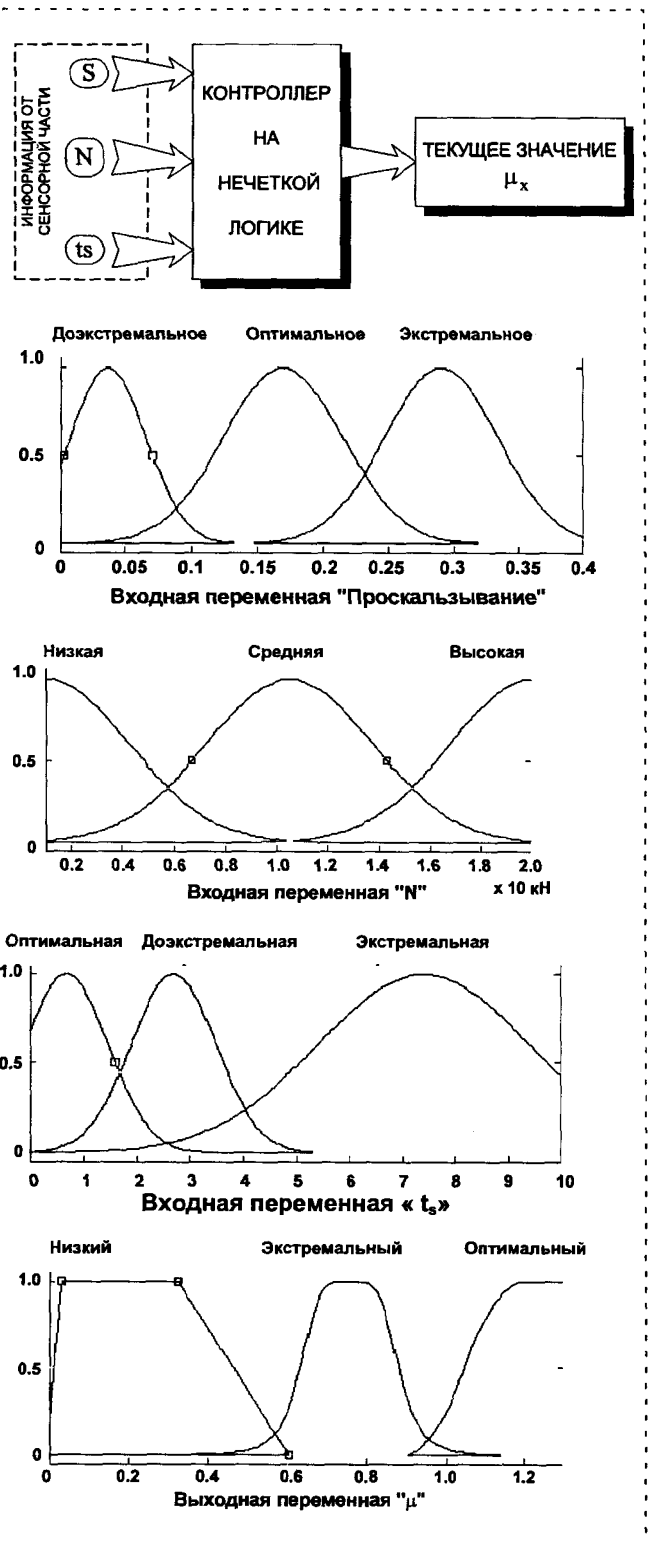 ИНФОРМАЦИЯ ОТ
СЕНСОРНОЙ ЧАСТИ
S
N
ts
КОНТРОЛЛЕР
НА
НЕЧЕТКОЙ
ЛОГИКЕ
ТЕКУЩЕЕ ЗНАЧЕНИЕ
μx
Доэкстремальное Оптимальное Экстремальное
1.0
0.5
0
0 0.05 0.1 0.15 0.2 0.25 0.3 0.35 0.4
Входная переменная "Проскальзывание"
Низкая Средняя Высокая
1.0
0.5
0
0.2 0.4 0.6 0.8 1.0 1.2 1.4 1.6 1.8 2.0
Входная переменная "N" x 10 кН
Оптимальная Доэкстремальная Экстремальная
1.0
0.5
0
0 1 2 3 4 5 6 7 8 9 10
Входная переменная « ts»
Низкий Экстремальный Оптимальный
1.0
0.5
0
0 0.2 0.4 0.6 0.8 1.0 1.2
Выходная переменная "μ"